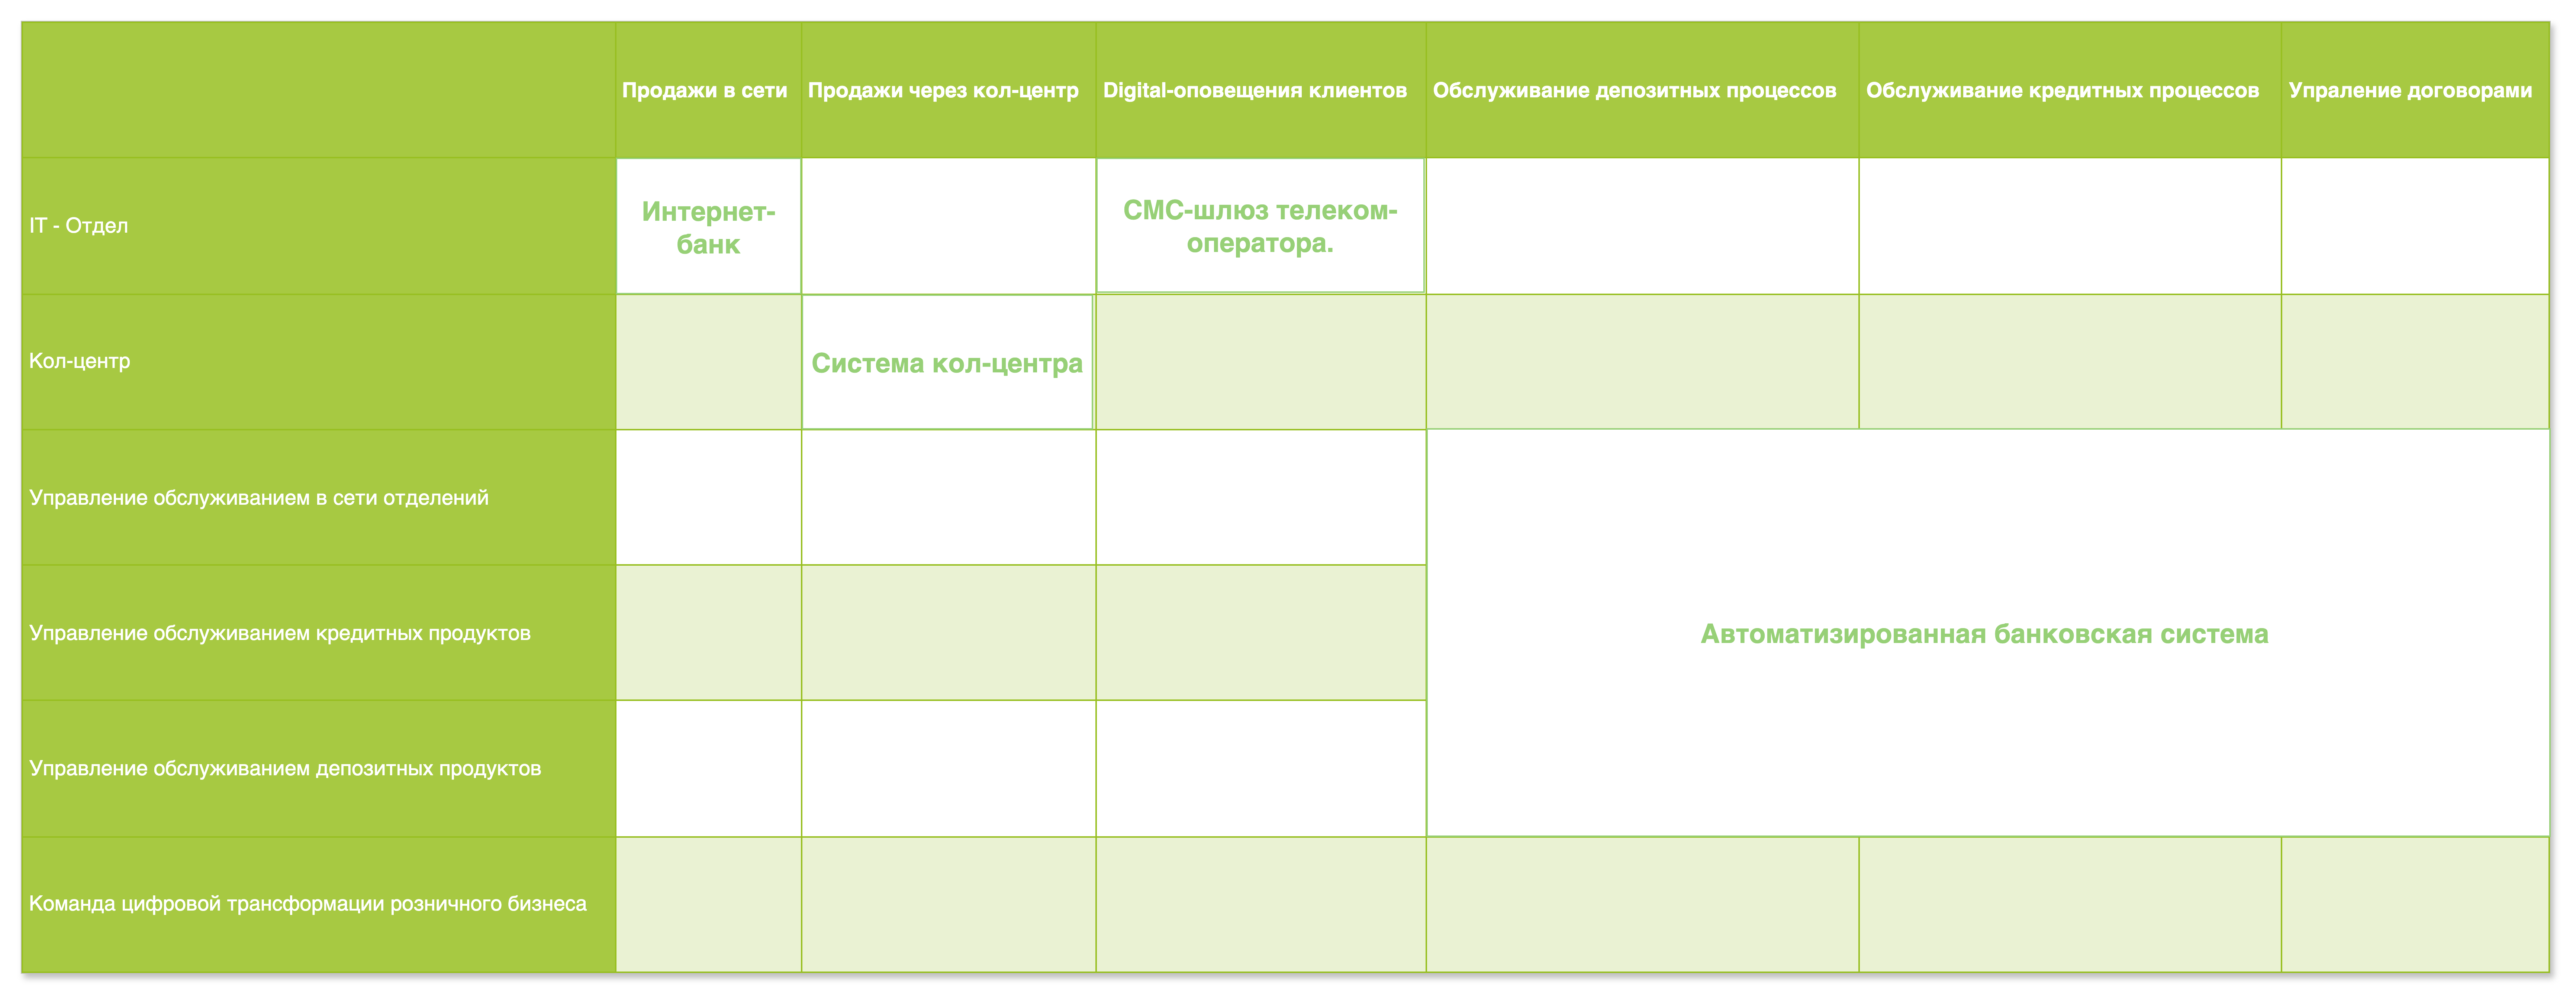 Продажи в сети
Продажи через кол-центр
Digital-оповещения клиентов
Обслуживание депозитных процессов
Обслуживание кредитных процессов
Упраление договорами
IT - Отдел
Интернет-
банк
СМС-шлюз телеком-
оператора.
Кол-центр
Система кол-центра
Управление обслуживанием в сети отделений
Управление обслуживанием кредитных продуктов
Автоматизированная банковская система
Управление обслуживанием депозитных продуктов
Команда цифровой трансформации розничного бизнеса